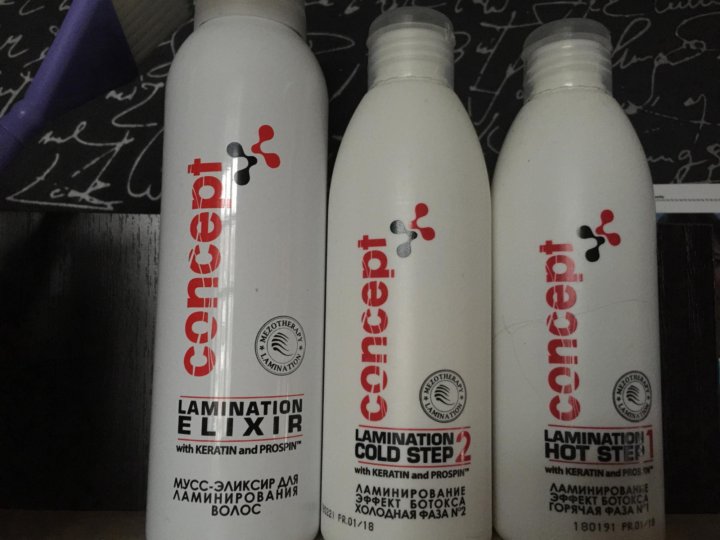 concept
MEZOTHERAPY
LAMINATION
LAMINATION
ELIXIR
with KERATIN and PROSPIN™
МУСС-ЭЛИКСИР ДЛЯ
ЛАМИНИРОВАНИЯ
ВОЛОС
concept
MEZOTHERAPY
LAMINATION
LAMINATION
COLD STEP 2
with KERATIN and PROSPIN™
ЛАМИНИРОВАНИЕ
ЭФФЕКТ БОТОКСА
ХОЛОДНАЯ ФАЗА №2
PR.01/18
concept
MEZOTHERAPY
LAMINATION
LAMINATION
HOT STEP 1
with KERATIN and PROSPIN™
ЛАМИНИРОВАНИЕ
ЭФФЕКТ БОТОКСА
ГОРЯЧАЯ ФАЗА №1
180191 PR.01/18